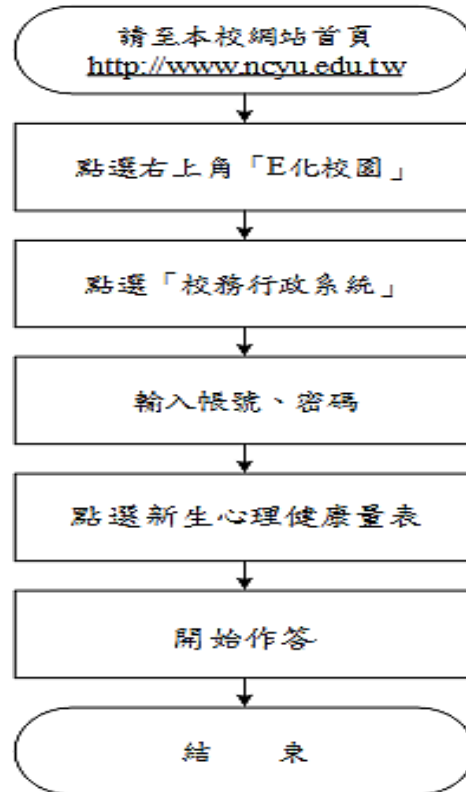 請至本校網站首頁
http://www.ncyu.edu.tw
點選右上角「E化校園」
點選「校務行政系統」
輸入帳號、密碼
點選新生心理健康量表
開始作答
結 束